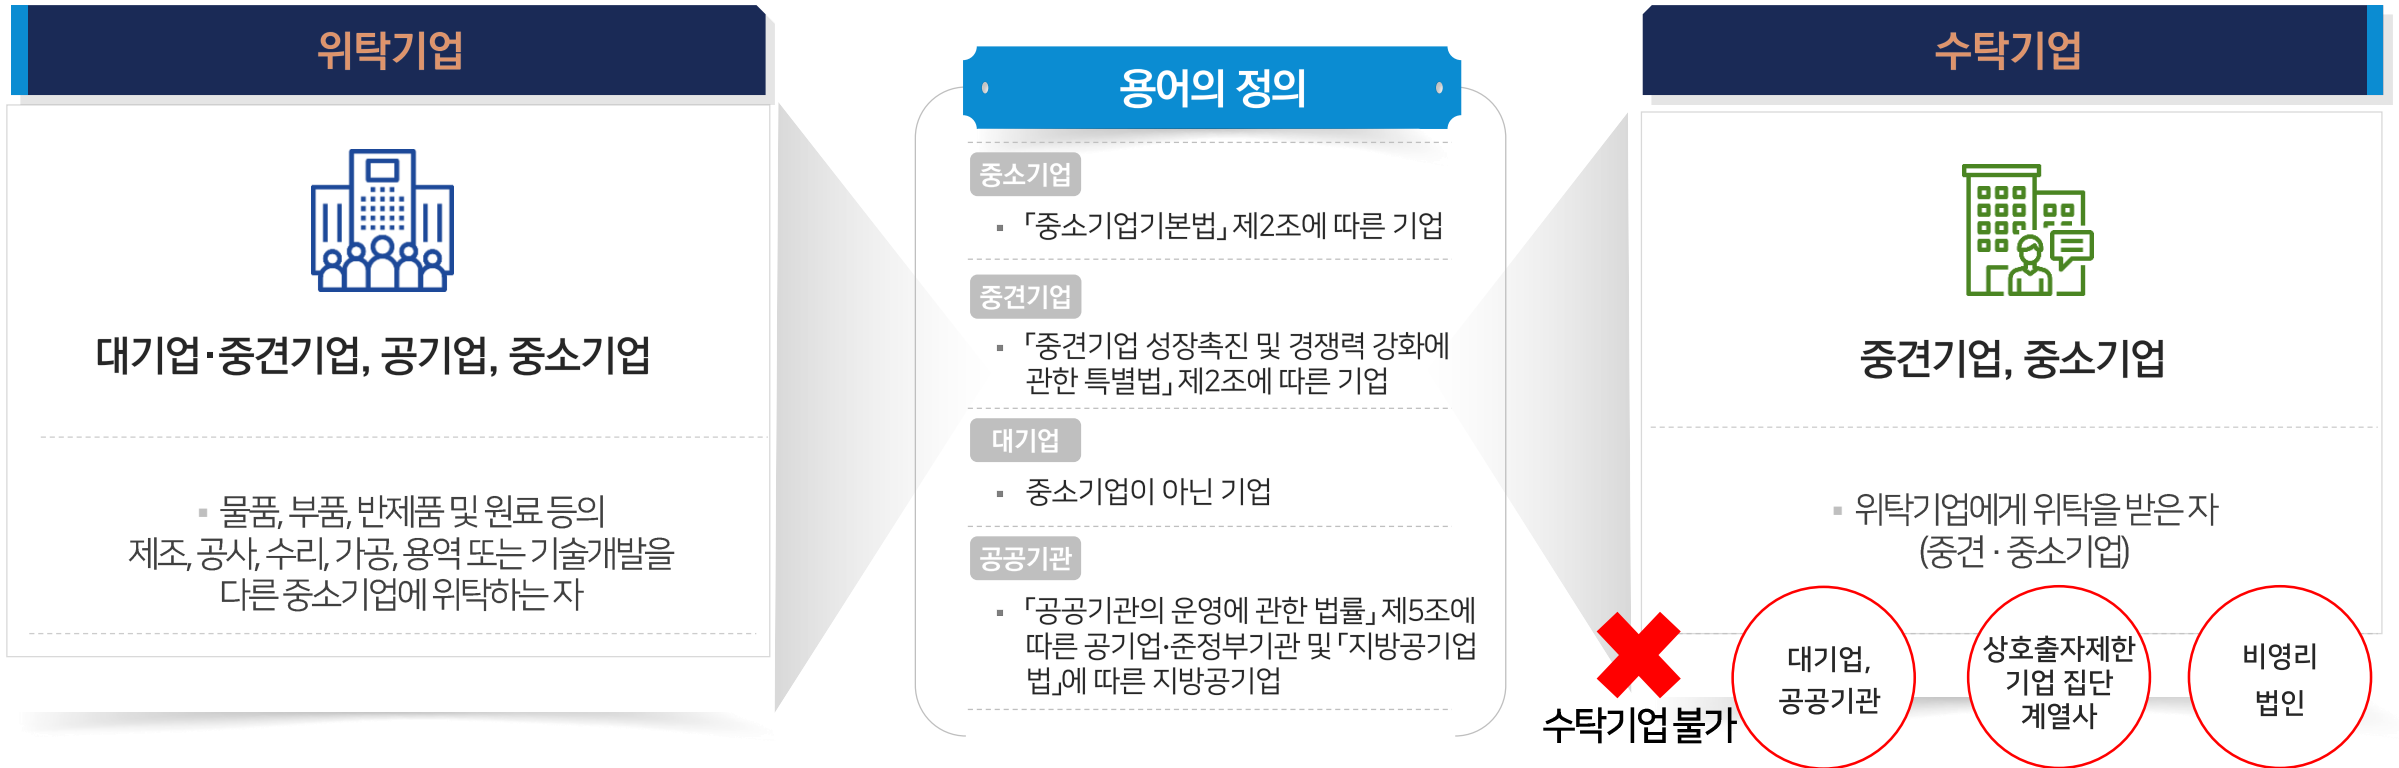 위탁기업
대기업·중견기업, 공기업, 중소기업
▪ 물품, 부품, 반제품 및 원료 등의
제조, 공사, 수리, 가공, 용역 또는 기술개발을
다른 중소기업에 위탁하는 자
용어의 정의
중소기업
▪ 「중소기업기본법」 제2조에 따른 기업
중견기업
▪ 「중견기업 성장촉진 및 경쟁력 강화에
관한 특별법」 제2조에 따른 기업
대기업
▪ 중소기업이 아닌 기업
공공기관
▪ 「공공기관의 운영에 관한 법률」 제5조에
따른 공기업·준정부기관 및 「지방공기업
법」에 따른 지방공기업
수탁기업
중견기업, 중소기업
▪ 위탁기업에게 위탁을 받은 자
(중견 · 중소기업)
수탁기업 불가
대기업,
공공기관
상호출자제한
기업 집단
계열사
비영리
법인